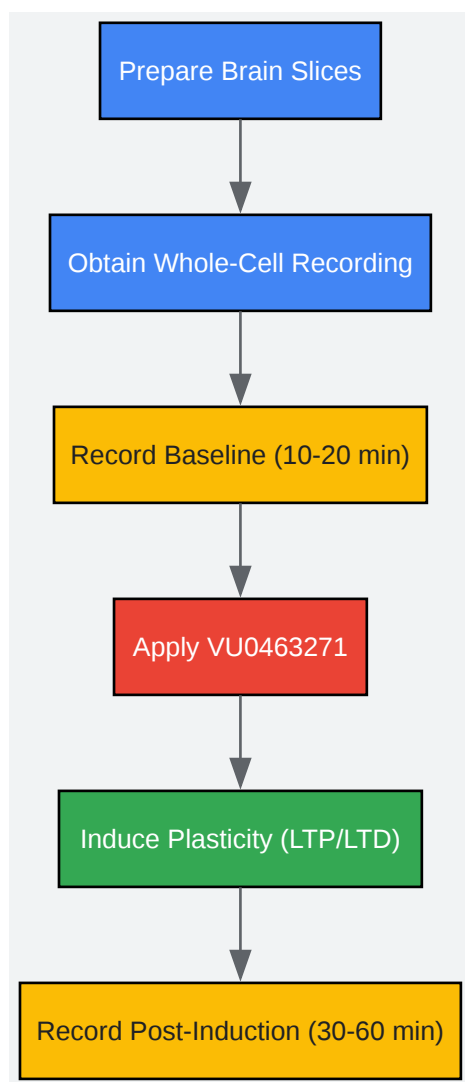 Prepare Brain Slices
Obtain Whole-Cell Recording
Record Baseline (10-20 min)
Apply VU0463271
Induce Plasticity (LTP/LTD)
Record Post-Induction (30-60 min)